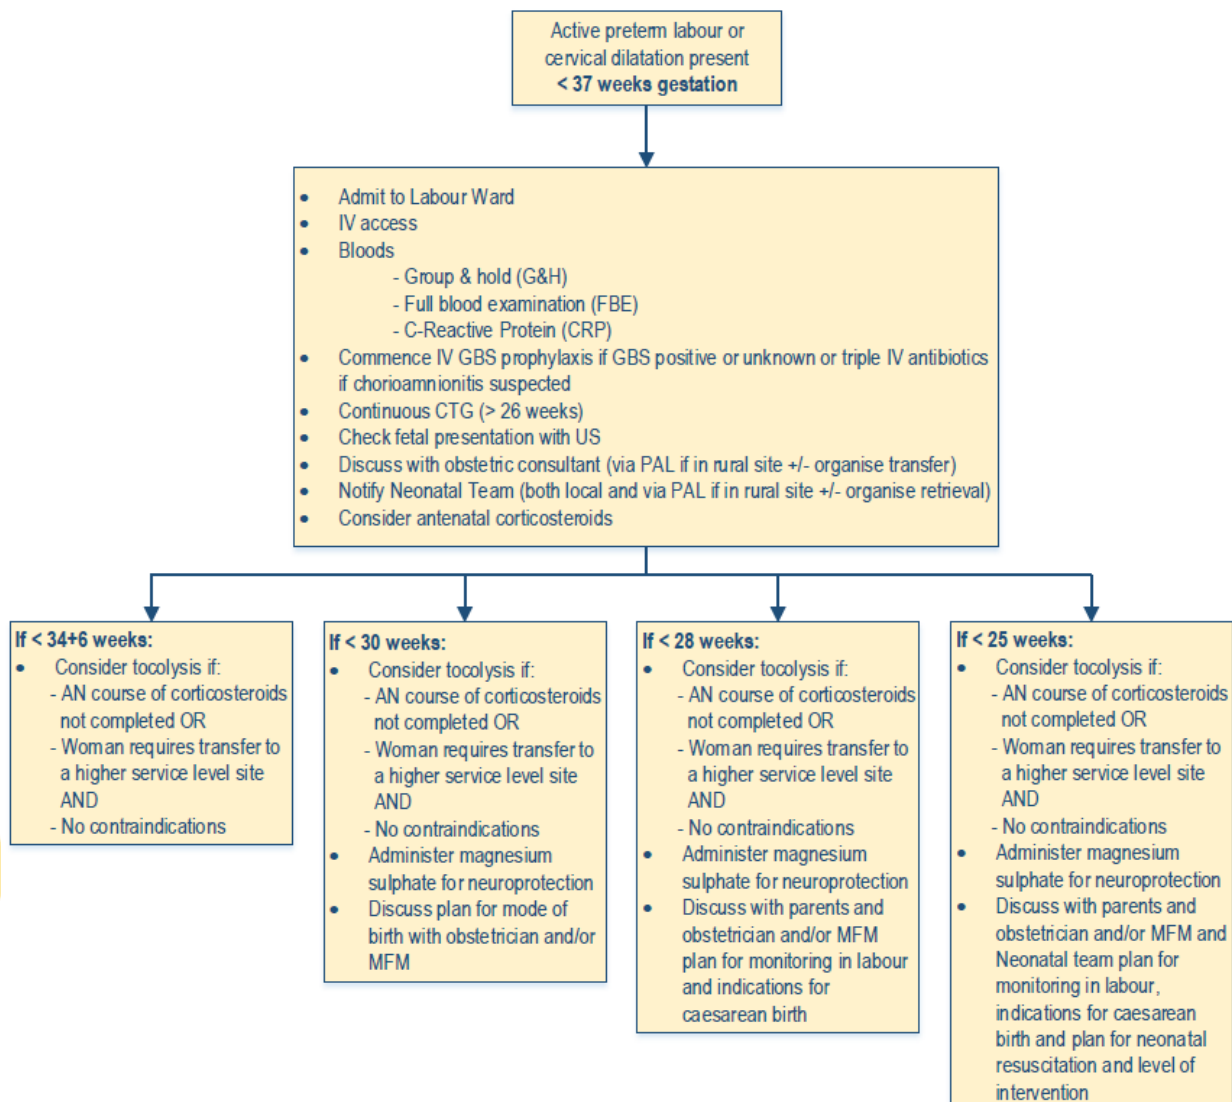 Active preterm labour or
cervical dilatation present
< 37 weeks gestation
• Admit to Labour Ward
• IV access
• Bloods
- Group & hold (G&H)
- Full blood examination (FBE)
- C-Reactive Protein (CRP)
• Commence IV GBS prophylaxis if GBS positive or unknown or triple IV antibiotics
if chorioamnionitis suspected
• Continuous CTG (> 26 weeks)
• Check fetal presentation with US
• Discuss with obstetric consultant (via PAL if in rural site +/- organise transfer)
• Notify Neonatal Team (both local and via PAL if in rural site +/- organise retrieval)
• Consider antenatal corticosteroids
If < 34+6 weeks:
• Consider tocolysis if:
- AN course of corticosteroids
not completed OR
- Woman requires transfer to
a higher service level site
AND
- No contraindications
If < 30 weeks:
• Consider tocolysis if:
- AN course of corticosteroids
not completed OR
- Woman requires transfer to
a higher service level site
AND
- No contraindications
• Administer magnesium
sulphate for neuroprotection
• Discuss plan for mode of
birth with obstetrician and/or
MFM
If < 28 weeks:
• Consider tocolysis if:
- AN course of corticosteroids
not completed OR
- Woman requires transfer to
a higher service level site
AND
- No contraindications
• Administer magnesium
sulphate for neuroprotection
• Discuss with parents and
obstetrician and/or MFM
plan for monitoring in labour
and indications for
caesarean birth
If < 25 weeks:
• Consider tocolysis if:
- AN course of corticosteroids
not completed OR
- Woman requires transfer to
a higher service level site
AND
- No contraindications
• Administer magnesium
sulphate for neuroprotection
• Discuss with parents and
obstetrician and/or MFM and
Neonatal team plan for
monitoring in labour,
indications for caesarean
birth and plan for neonatal
resuscitation and level of
intervention